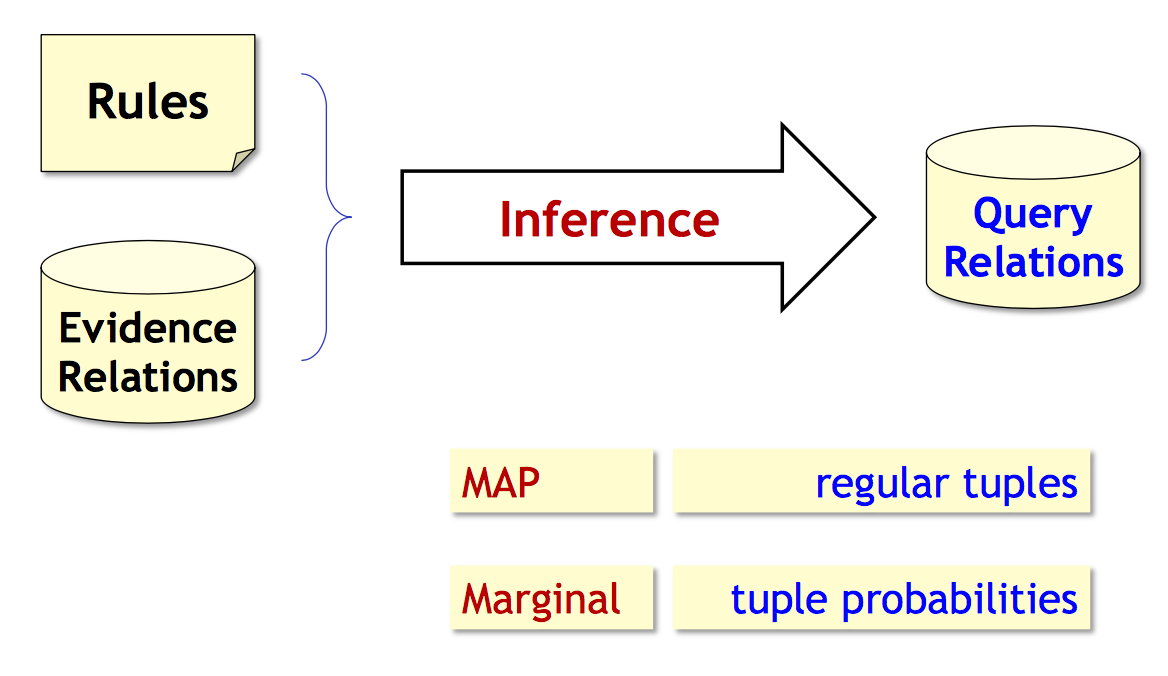 Rules
Evidence
Relations
Inference
Query
Relations
MAP
regular tuples
Marginal
tuple probabilities